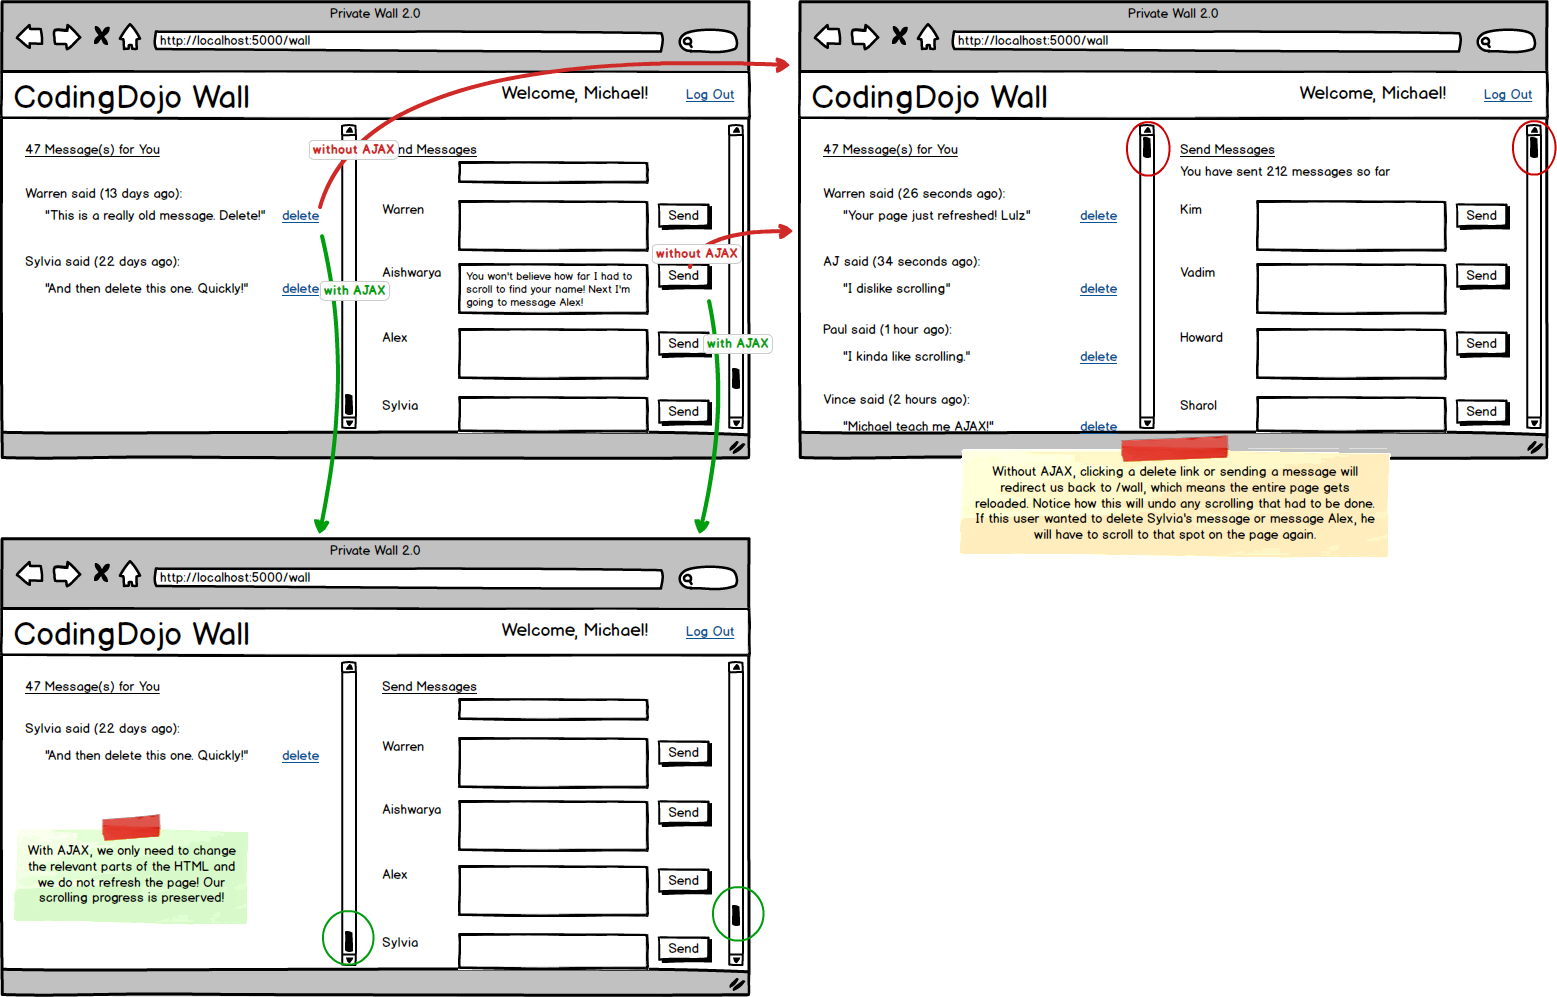 Private Wall 2.0
http://localhost:5000/wall
CodingDojo Wall
Welcome, Michael!
Log Out
47 Message(s) for You
Warren said (13 days ago):
"This is a really old message. Delete!"
delete
Sylvia said (22 days ago):
"And then delete this one. Quickly!"
delete
without AJAX
with AJAX
nd Messages
Warren
Send
without AJAX
Aishwarya
You won't believe how far I had to
scroll to find your name! Next I'm
going to message Alex!
Send
Alex
Send
with AJAX
Sylvia
Send
Private Wall 2.0
http://localhost:5000/wall
CodingDojo Wall
Welcome, Michael!
Log Out
47 Message(s) for You
Warren said (26 seconds ago):
"Your page just refreshed! Lulz"
delete
AJ said (34 seconds ago):
"I dislike scrolling"
delete
Paul said (1 hour ago):
"I kinda like scrolling."
delete
Vince said (2 hours ago):
"Michael teach me AJAX!"
delete
Send Messages
You have sent 212 messages so far
Kim
Send
Vadim
Send
Howard
Send
Sharol
Send
Without AJAX, clicking a delete link or sending a message will
redirect us back to /wall, which means the entire page gets
reloaded. Notice how this will undo any scrolling that had to be done.
If this user wanted to delete Sylvia's message or message Alex, he
will have to scroll to that spot on the page again.
Private Wall 2.0
http://localhost:5000/wall
CodingDojo Wall
Welcome, Michael!
Log Out
47 Message(s) for You
Sylvia said (22 days ago):
"And then delete this one. Quickly!"
delete
With AJAX, we only need to change
the relevant parts of the HTML and
we do not refresh the page! Our
scrolling progress is preserved!
Send Messages
Warren
Send
Aishwarya
Send
Alex
Send
Sylvia
Send